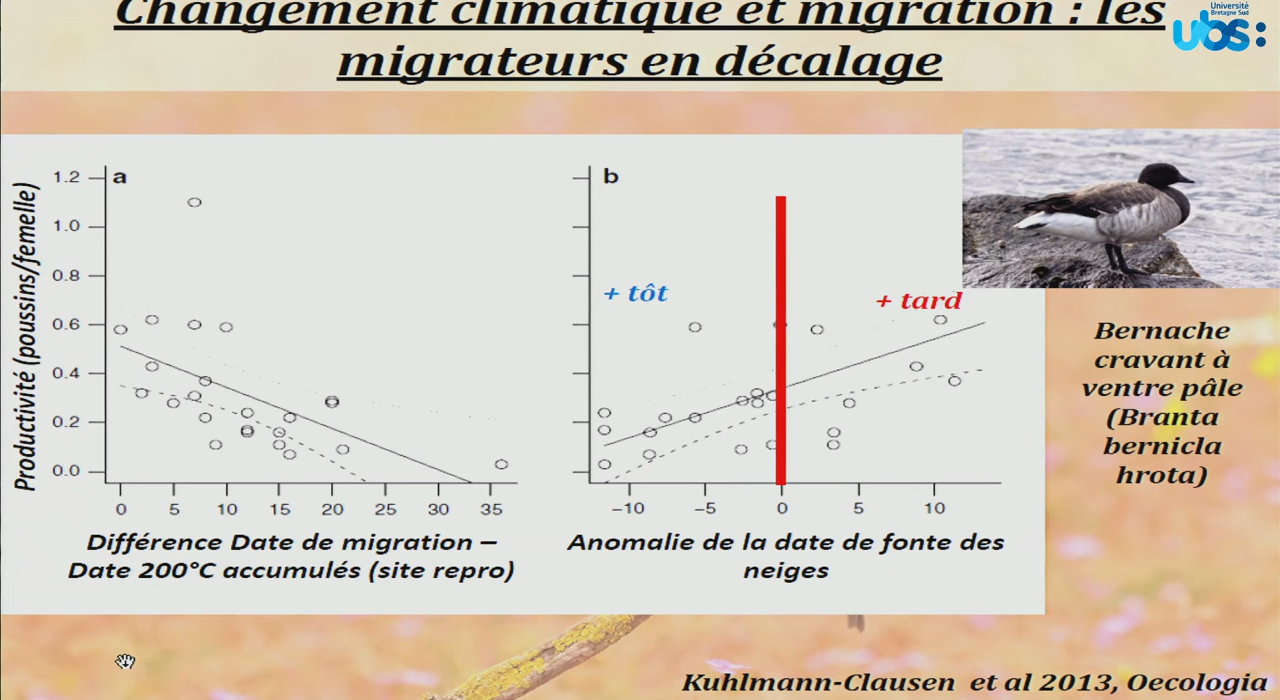 Changement climatique et migration : les
migrateurs en décalage
Université
Bretagne Sud
ubs:
a
b
1.2
1.0
0.8
0.6
0.4
0.2
0.0
Productivité (poussins/femelle)
+ tôt
+ tard
0 5 10 15 20 25 30 35
−10 −5 0 5 10
Différence Date de migration –
Date 200°C accumulés (site repro)
Anomalie de la date de fonte des
neiges
Bernache
cravant à
ventre pâle
(Branta
bernicla
hrota)
Kuhlmann-Clausen et al 2013, Oecologia